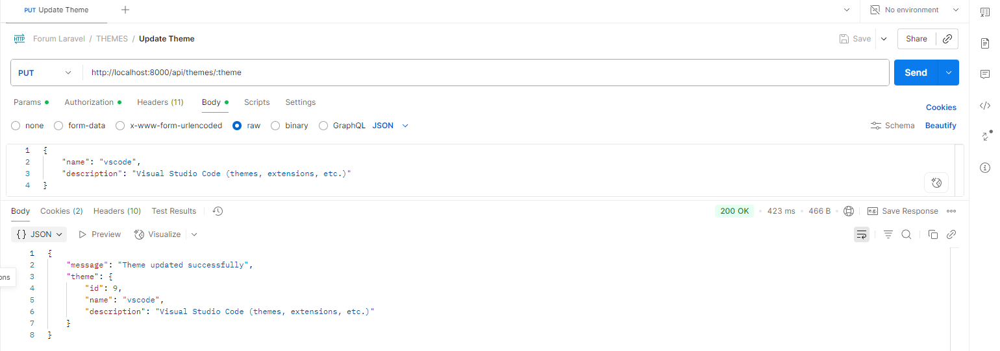 PUT Update Theme
No environment
HTTP Forum Laravel / THEMES / Update Theme
Save Share
PUT http://localhost:8000/api/themes/:theme Send
Params Authorization Headers (11) Body Scripts Settings Cookies
none form-data x-www-form-urlencoded raw binary GraphQL JSON Schema Beautify
1 {
2 "name": "vscode",
3 "description": "Visual Studio Code (themes, extensions, etc.)"
4 }
Body Cookies (2) Headers (10) Test Results 200 OK • 423 ms • 466 B • e.g. Save Response
{} JSON Preview Visualize
1 {
2 "message": "Theme updated successfully",
3 "theme": {
4 "id": 9,
5 "name": "vscode",
6 "description": "Visual Studio Code (themes, extensions, etc.)"
7 }
8 }
ons